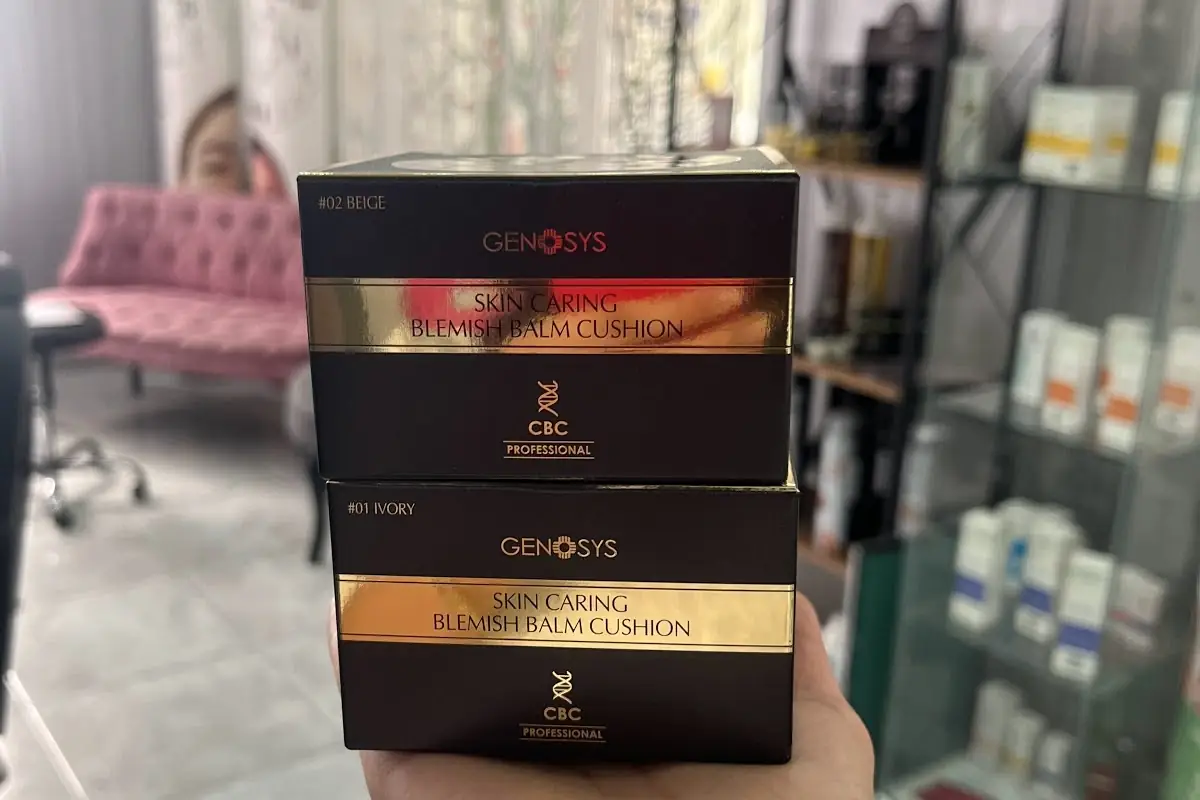 #02 BEIGE
GENOSYS
SKIN CARING
BLEMISH BALM CUSHION
CBC
PROFESSIONAL
#01 IVORY
GENOSYS
SKIN CARING
BLEMISH BALM CUSHION
CBC
PROFESSIONAL